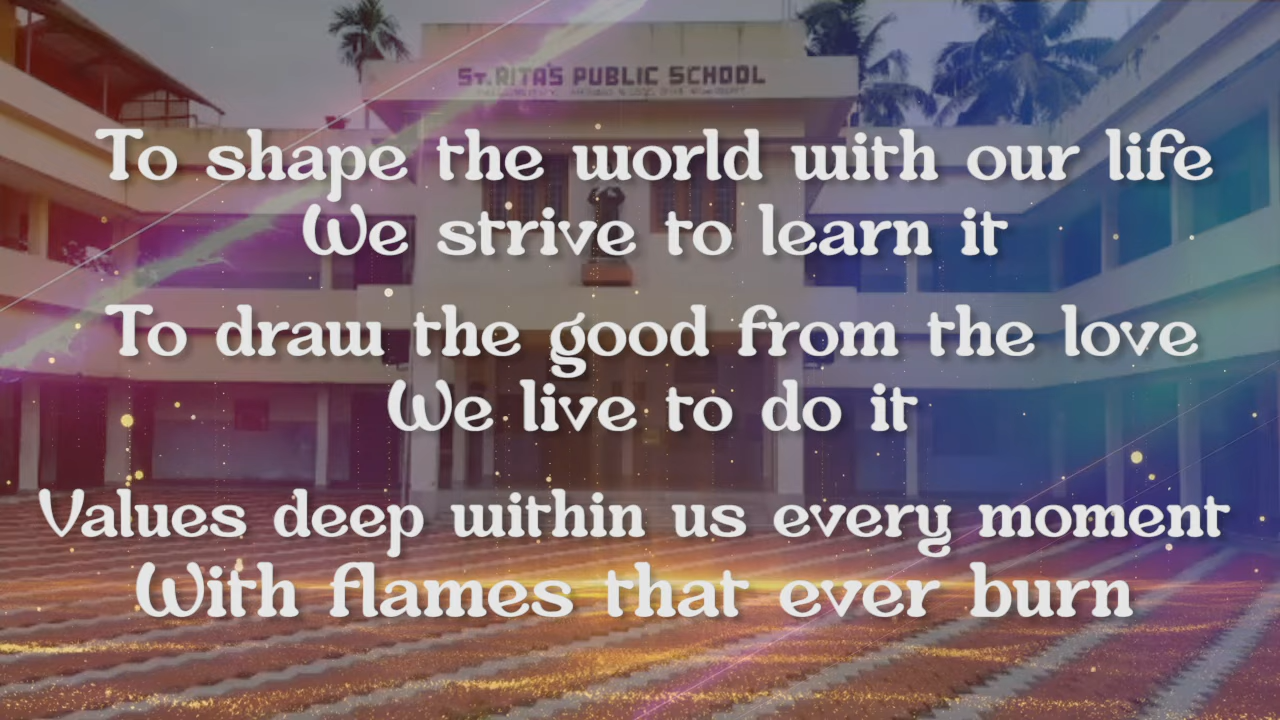 St. RITA'S PUBLIC SCHOOL
To shape the world with our life
We strive to learn it
To draw the good from the love
We live to do it
Values deep within us every moment
With flames that ever burn